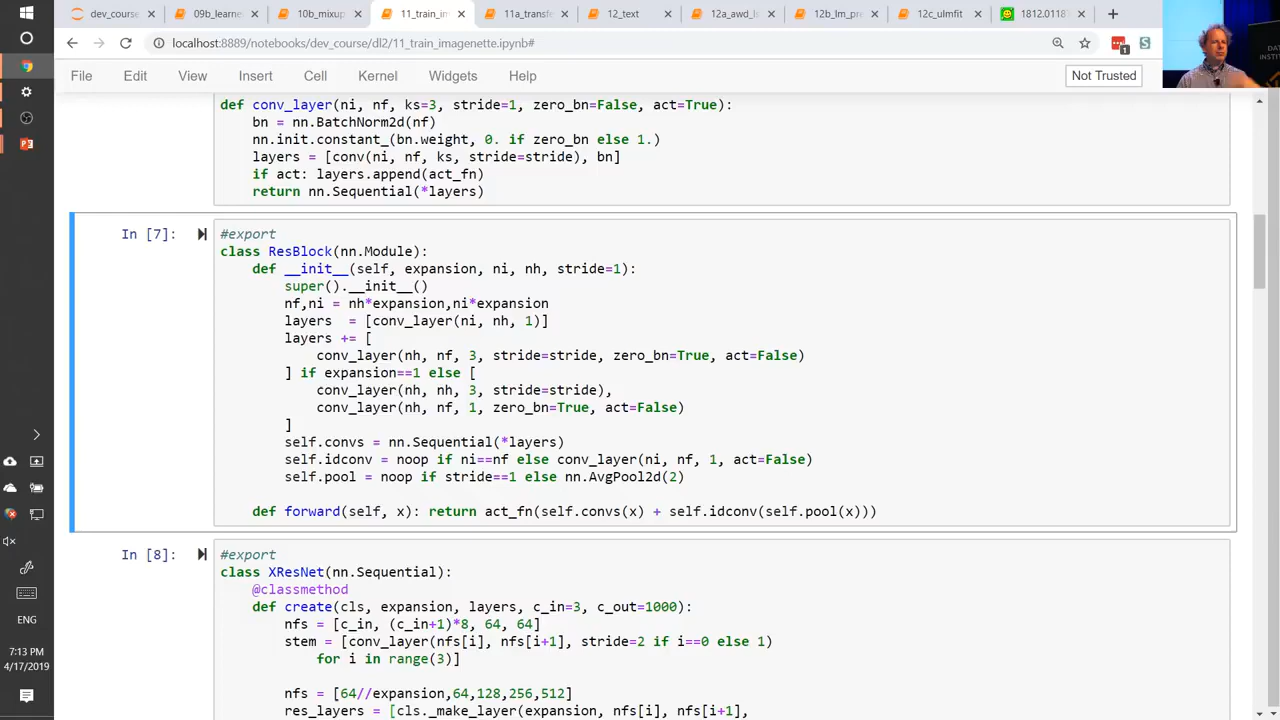 dev_course
09b_learne
10b_mixup
11_train_im
11a_transfe
12_text
12a_awd_ls
12b_lm_pre
12c_ulmfit
1812.0118
localhost:8889/notebooks/dev_course/dl2/11_train_imagenette.ipynb#
1
S
DAT
INSTIT
File Edit View Insert Cell Kernel Widgets Help
Not Trusted
def conv_layer(ni, nf, ks=3, stride=1, zero_bn=False, act=True):
bn = nn.BatchNorm2d(nf)
nn.init.constant_(bn.weight, 0. if zero_bn else 1.)
layers = [conv(ni, nf, ks, stride=stride), bn]
if act: layers.append(act_fn)
return nn.Sequential(*layers)
In [7]:
#export
class ResBlock(nn.Module):
def __init__(self, expansion, ni, nh, stride=1):
super().__init__()
nf,ni = nh*expansion,ni*expansion
layers  = [conv_layer(ni, nh, 1)]
layers += [
conv_layer(nh, nf, 3, stride=stride, zero_bn=True, act=False)
] if expansion==1 else [
conv_layer(nh, nh, 3, stride=stride),
conv_layer(nh, nf, 1, zero_bn=True, act=False)
]
self.convs = nn.Sequential(*layers)
self.idconv = noop if ni==nf else conv_layer(ni, nf, 1, act=False)
self.pool = noop if stride==1 else nn.AvgPool2d(2)
def forward(self, x): return act_fn(self.convs(x) + self.idconv(self.pool(x)))
In [8]:
#export
class XResNet(nn.Sequential):
@classmethod
def create(cls, expansion, layers, c_in=3, c_out=1000):
nfs = [c_in, (c_in+1)*8, 64, 64]
stem = [conv_layer(nfs[i], nfs[i+1], stride=2 if i==0 else 1)
for i in range(3)]
nfs = [64//expansion,64,128,256,512]
res_layers = [cls._make_layer(expansion, nfs[i], nfs[i+1],
ENG
7:13 PM
4/17/2019